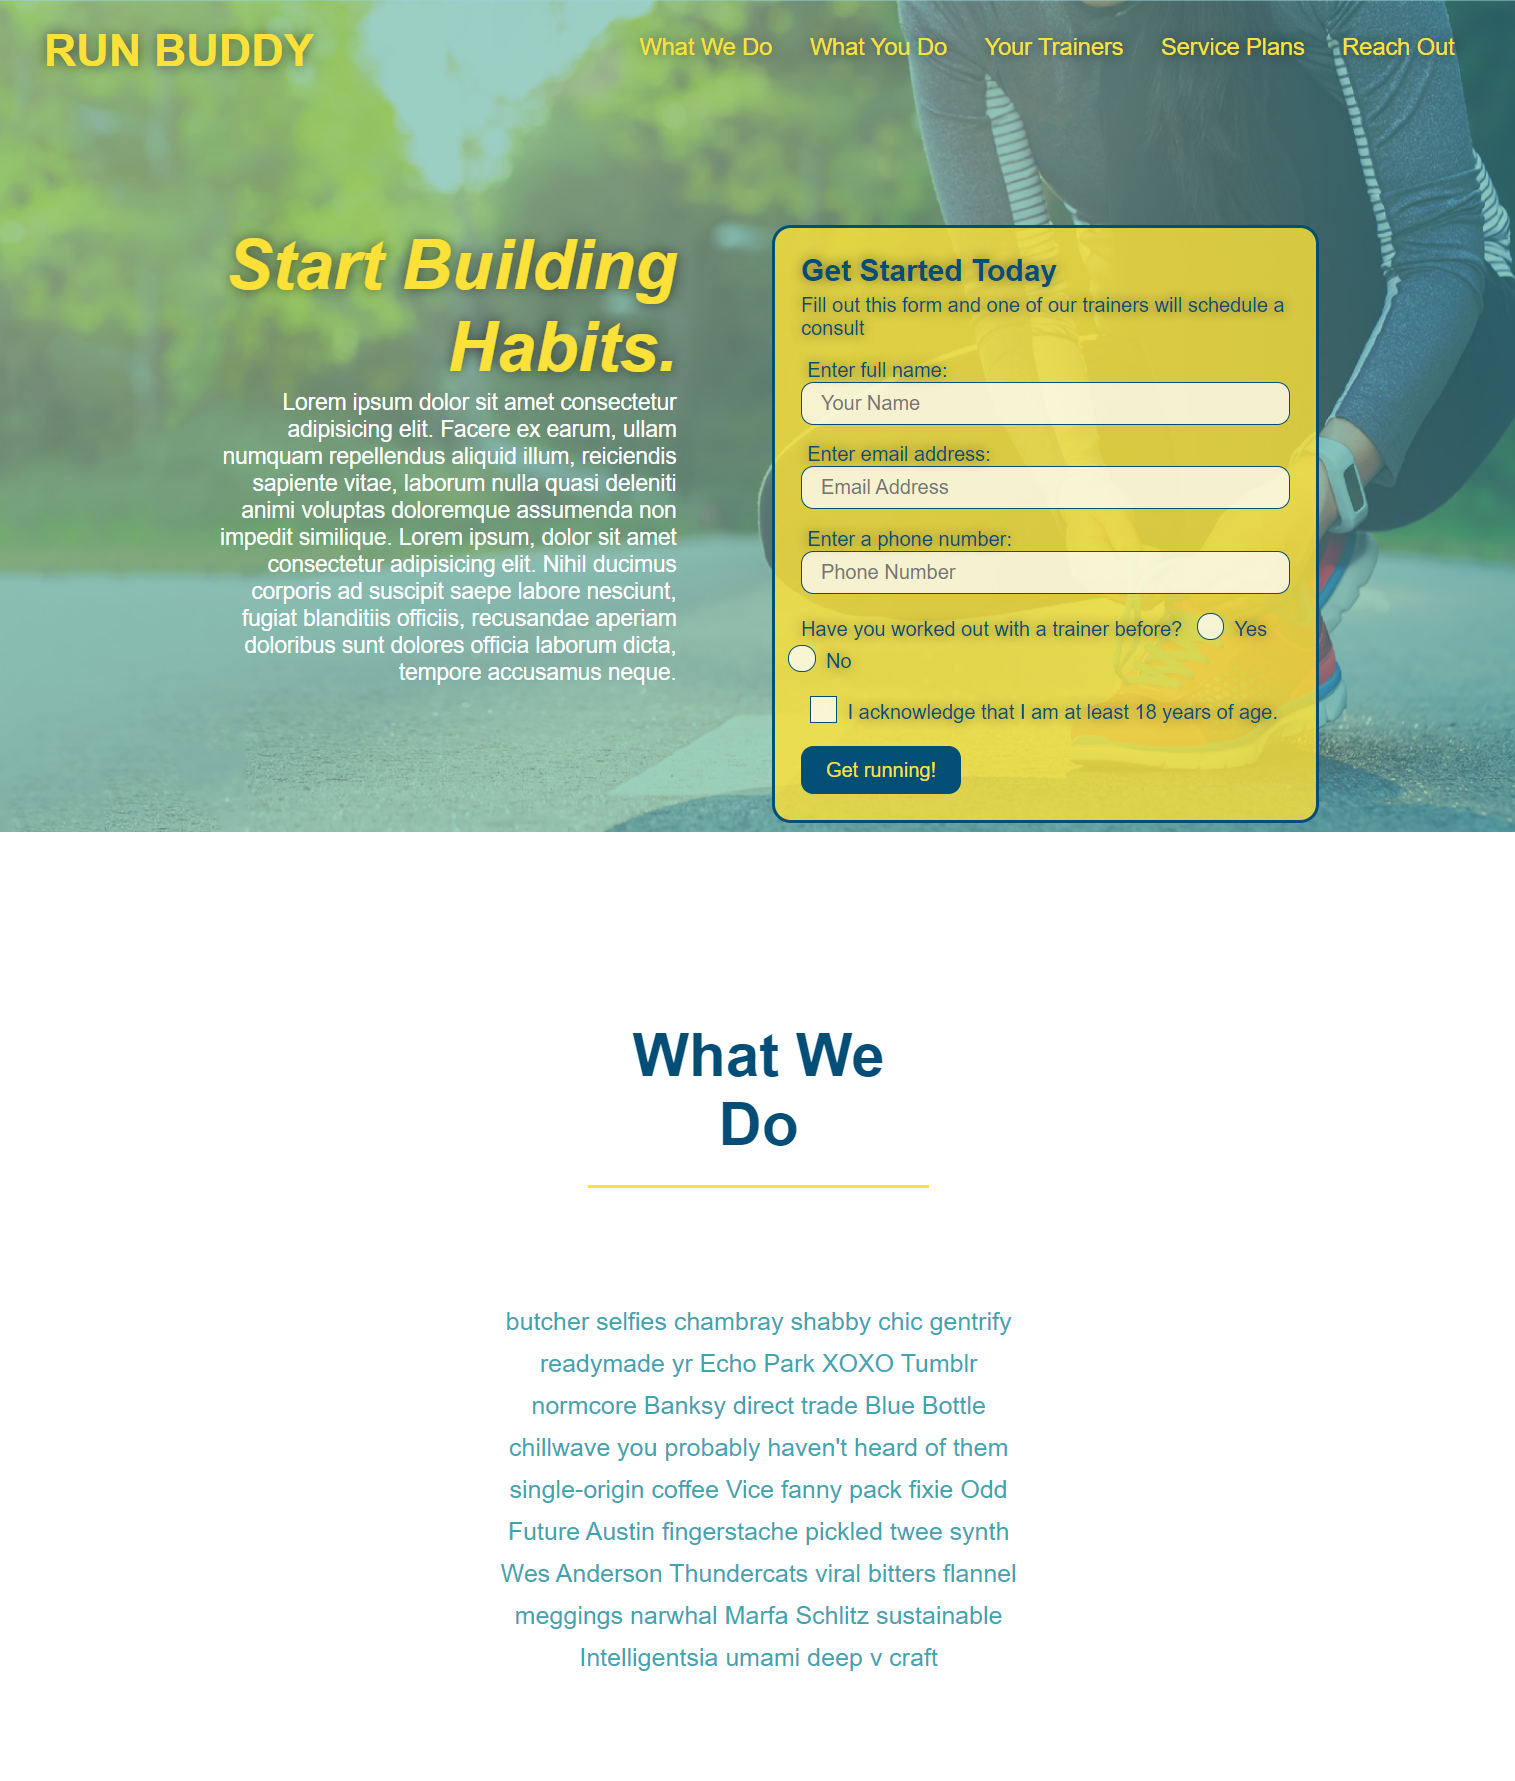 RUN BUDDY
What We Do What You Do Your Trainers Service Plans Reach Out
Start Building
Habits.
Lorem ipsum dolor sit amet consectetur
adipisicing elit. Facere ex earum, ullam
numquam repellendus aliquid illum, reiciendis
sapiente vitae, laborum nulla quasi deleniti
animi voluptas doloremque assumenda non
impedit similique. Lorem ipsum, dolor sit amet
consectetur adipisicing elit. Nihil ducimus
corporis ad suscipit saepe labore nesciunt,
fugiat blanditiis officiis, recusandae aperiam
doloribus sunt dolores officia laborum dicta,
tempore accusamus neque.
Get Started Today
Fill out this form and one of our trainers will schedule a
consult
Enter full name:
Your Name
Enter email address:
Email Address
Enter a phone number:
Phone Number
Have you worked out with a trainer before? Yes
No
I acknowledge that I am at least 18 years of age.
Get running!
What We
Do
butcher selfies chambray shabby chic gentrify
readymade yr Echo Park XOXO Tumblr
normcore Banksy direct trade Blue Bottle
chillwave you probably haven't heard of them
single-origin coffee Vice fanny pack fixie Odd
Future Austin fingerstache pickled twee synth
Wes Anderson Thundercats viral bitters flannel
meggings narwhal Marfa Schlitz sustainable
Intelligentsia umami deep v craft